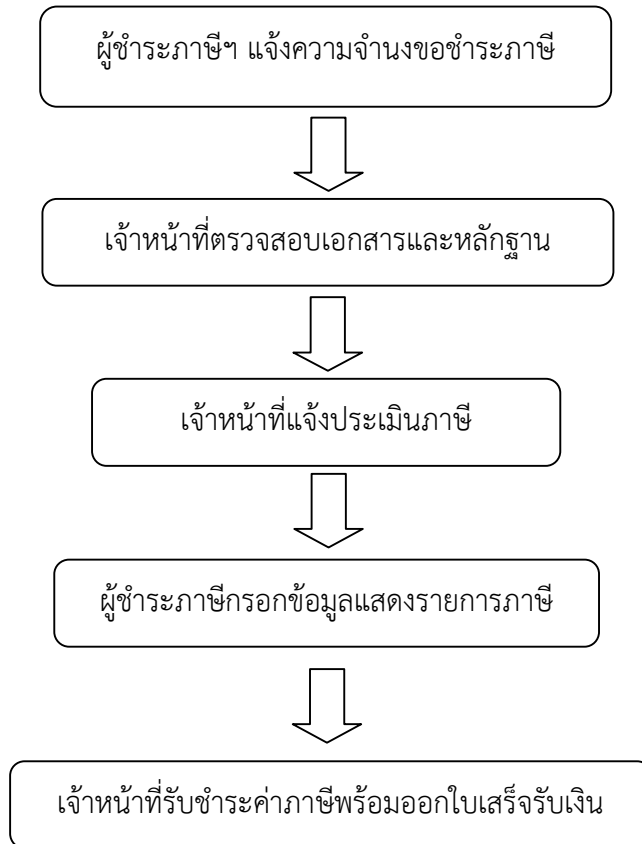 ผู้ชำระภาษีฯ แจ้งความจำนงขอชำระภาษี
เจ้าหน้าที่ตรวจสอบเอกสารและหลักฐาน
เจ้าหน้าที่แจ้งประเมินภาษี
ผู้ชำระภาษีกรอกข้อมูลแสดงรายการภาษี
เจ้าหน้าที่รับชำระค่าภาษีพร้อมออกใบเสร็จรับเงิน